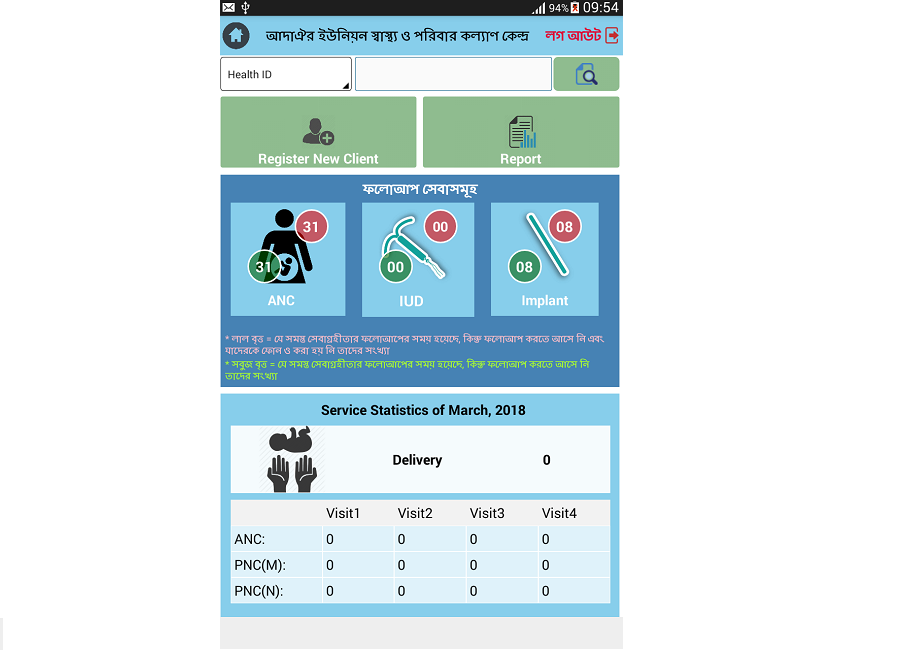 94% 09:54
আদাঐর ইউনিয়ন স্বাস্থ্য ও পরিবার কল্যাণ কেন্দ্র লগ আউট
Health ID
Register New Client Report
ফলোআপ সেবাসমূহ
31 00 08
31 00 08
ANC IUD Implant
* লাল বৃত্ত = যে সমস্ত সেবাগ্রহীতার ফলোআপের সময় হয়েদে, কিন্তু ফলোআপ করতে আসে নি এবং
যাদেরকে ফোন ও করা হয় নি তাদের সংখ্যা
* সবুজ বৃত্ত = যে সমস্ত সেবাগ্রহীতার ফলোআপের সময় হয়েছে, কিন্তু ফলোআপ করতে আসে নি
তাদের সংখ্যা
Service Statistics of March, 2018
Delivery 0
Visit1 Visit2 Visit3 Visit4
ANC: 0 0 0 0
PNC(M): 0 0 0 0
PNC(N): 0 0 0 0